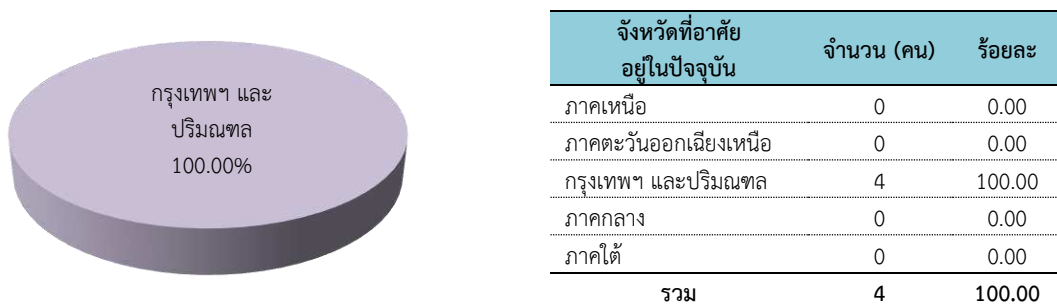 กรุงเทพฯ และ
ปริมณฑล
100.00%
จังหวัดที่อาศัย
อยู่ในปัจจุบัน จำนวน (คน) ร้อยละ
ภาคเหนือ 0 0.00
ภาคตะวันออกเฉียงเหนือ 0 0.00
กรุงเทพฯ และปริมณฑล 4 100.00
ภาคกลาง 0 0.00
ภาคใต้ 0 0.00
รวม 4 100.00